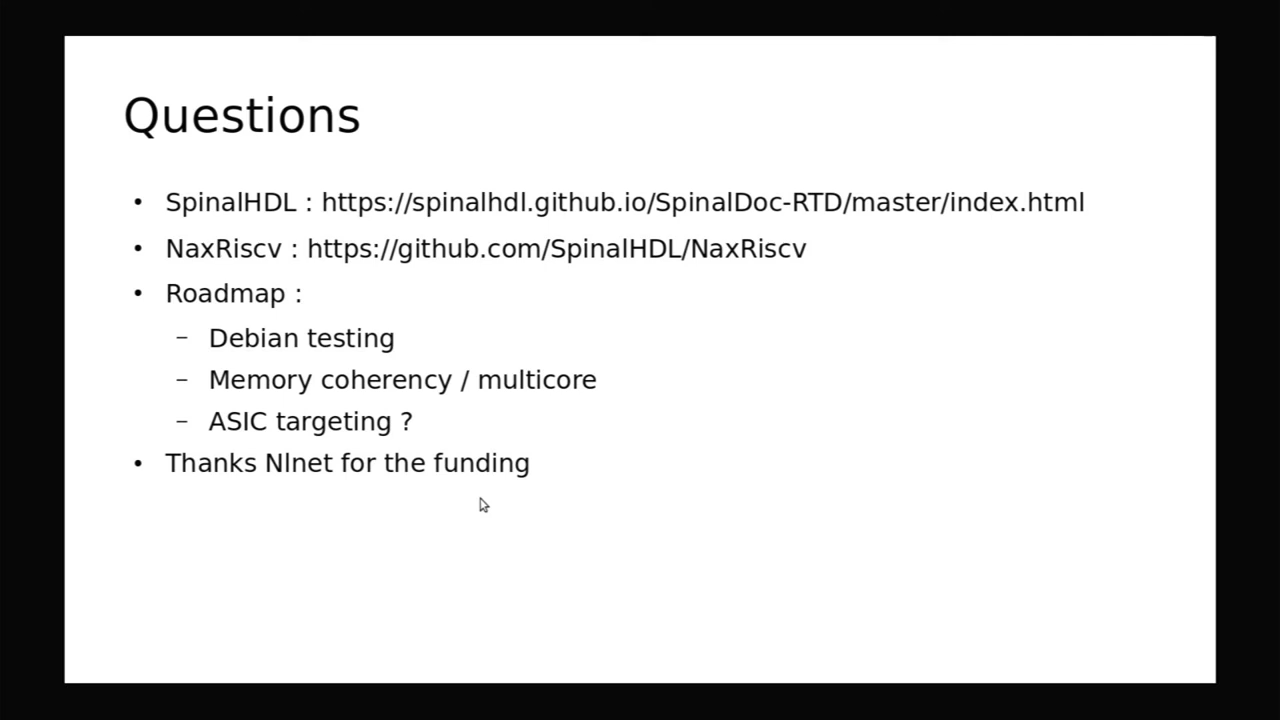 Questions
• SpinalHDL : https://spinalhdl.github.io/SpinalDoc-RTD/master/index.html
• NaxRiscv : https://github.com/SpinalHDL/NaxRiscv
• Roadmap :
– Debian testing
– Memory coherency / multicore
– ASIC targeting ?
• Thanks Nlnet for the funding